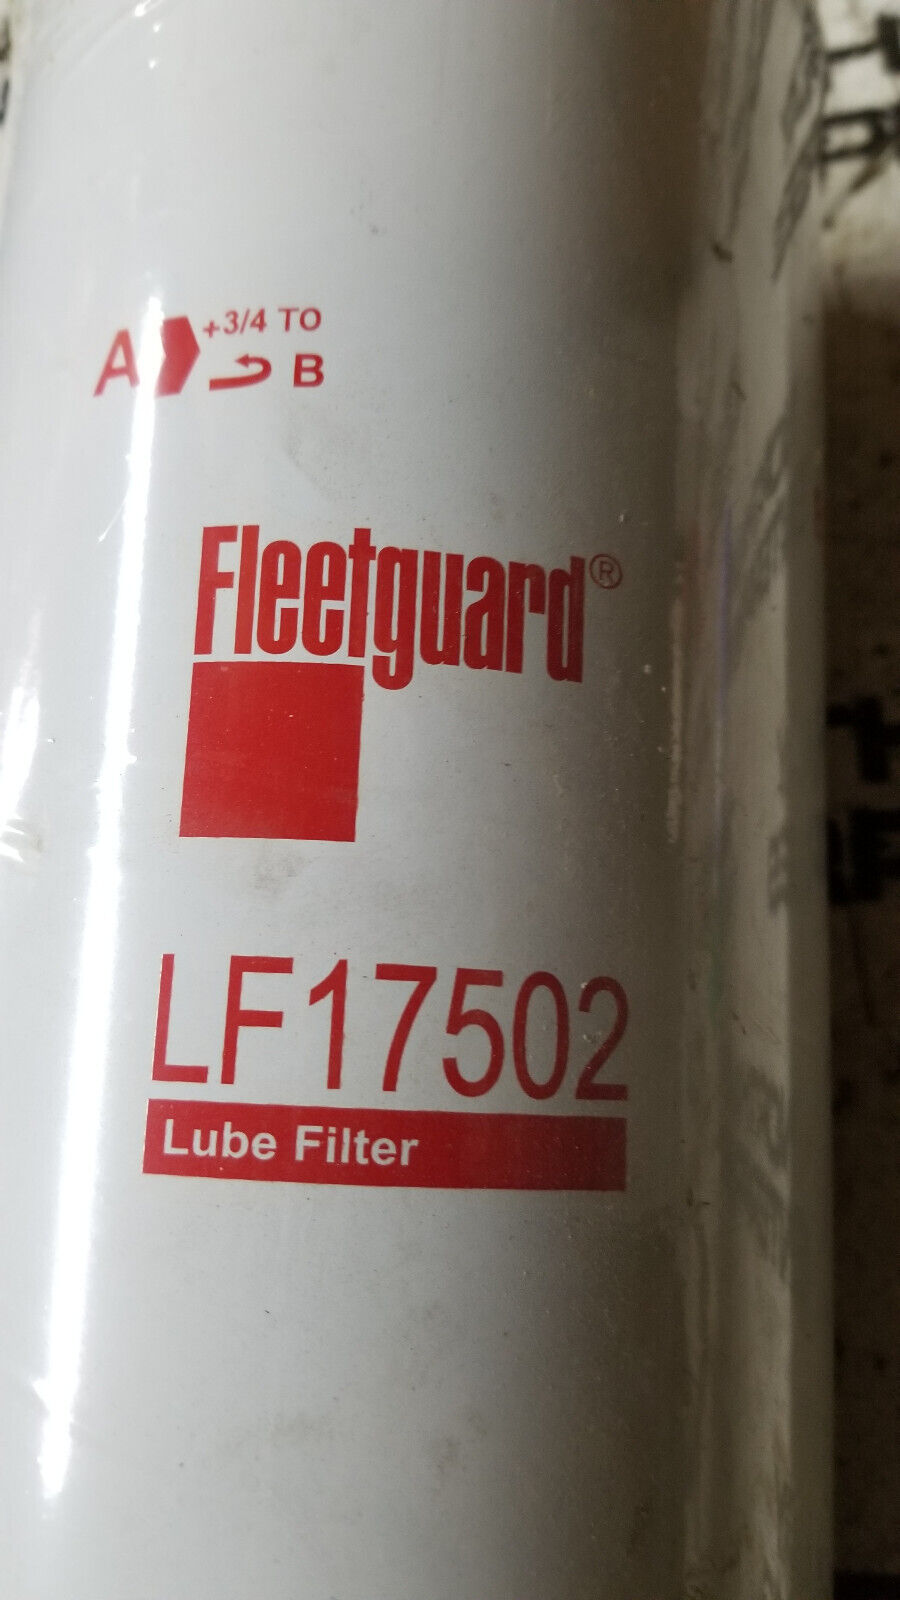 +3/4 TO
A B
Fleetguard®
LF17502
Lube Filter